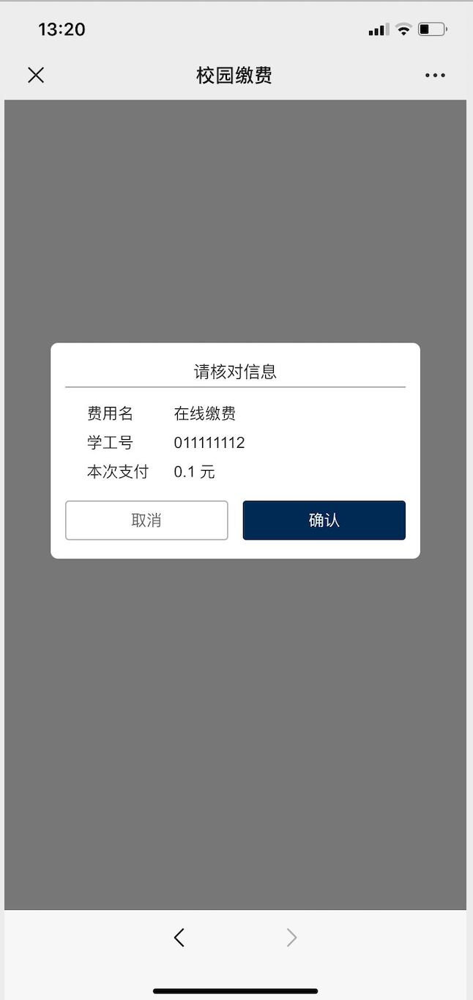 13:20
校园缴费
请核对信息
费用名 在线缴费
学工号 011111112
本次支付 0.1 元
取消 确认